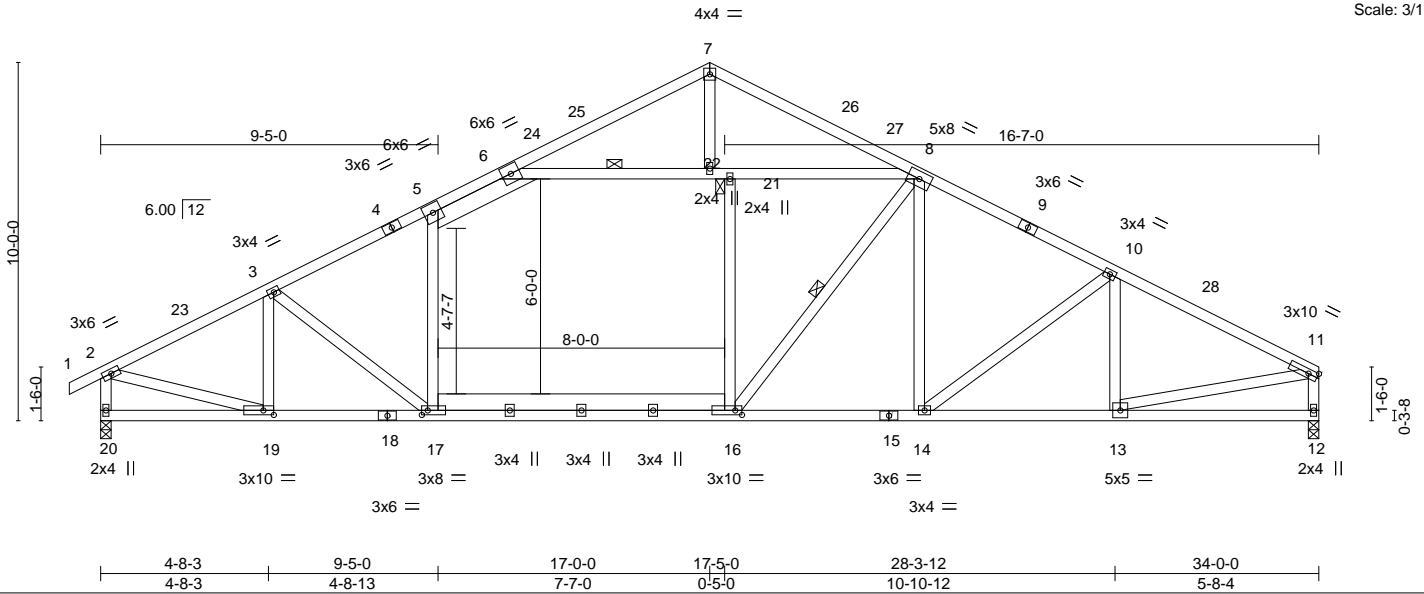 4x4 =
Scale: 3/1
7
25
26
6x6
24
27
5x8
9-5-0
6x6
16-7-0
8
3x6
6
22
3x6
5
21
6.00 12
4
2x4 ||
2x4 ||
9
3x4
3x4
10
10-0-0
3
6-0-0
28
4-7-7
23
3x10
3x6
8-0-0
11
2
1
1-6-0
1-6-0
0-3-8
20
19
18
17
16
15
14
13
12
2x4 ||
3x4 ||
3x4 ||
3x4 ||
2x4 ||
3x10 =
3x8 =
3x10 =
3x6 =
5x5 =
3x6 =
3x4 =
4-8-3
9-5-0
17-0-0
17-5-0
28-3-12
34-0-0
4-8-3
4-8-13
7-7-0
0-5-0
10-10-12
5-8-4